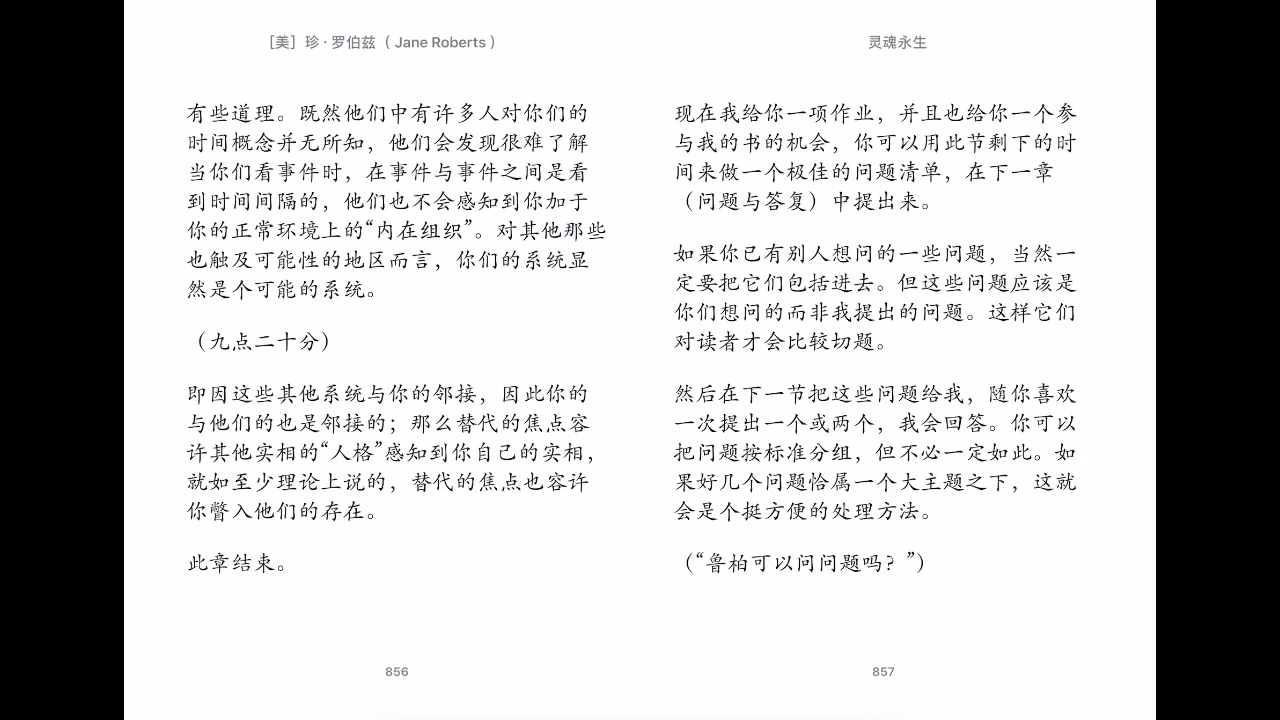 ［美］珍·罗伯兹（Jane Roberts）
有些道理。既然他们中有许多人对你们的
时间概念并无所知，他们会发现很难了解
当你们看事件时，在事件与事件之间是看
到时间间隔的，他们也不会感知到你加于
你的正常环境上的“内在组织”。对其他那些
也触及可能性的地区而言，你们的系统显
然是个可能的系统。
（九点二十分）
即因这些其他系统与你的邻接，因此你的
与他们的也是邻接的；那么替代的焦点容
许其他实相的“人格”感知到你自己的实相，
就如至少理论上说的，替代的焦点也容许
你瞥入他们的存在。
此章结束。
856
灵魂永生
现在我给你一项作业，并且也给你一个参
与我的书的机会，你可以用此节剩下的时
间来做一个极佳的问题清单，在下一章
（问题与答复）中提出来。
如果你已有别人想问的一些问题，当然一
定要把它们包括进去。但这些问题应该是
你们想问的而非我提出的问题。这样它们
对读者才会比较切题。
然后在下一节把这些问题给我，随你喜欢
一次提出一个或两个，我会回答。你可以
把问题按标准分组，但不必一定如此。如
果好几个问题恰属一个大主题之下，这就
会是个挺方便的处理方法。
（“鲁柏可以问问题吗？”）
857